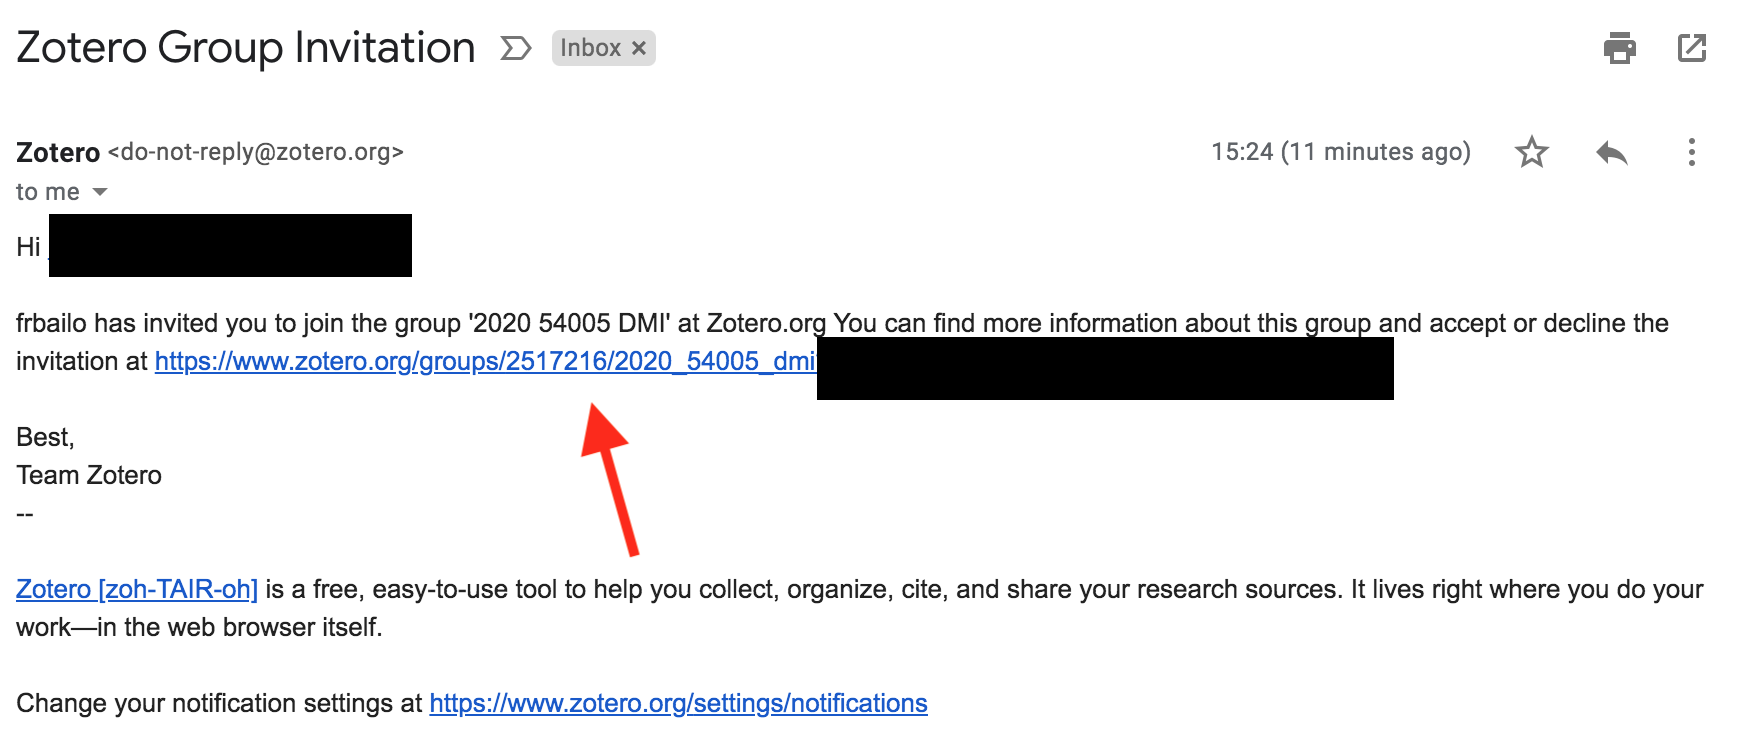 Zotero Group Invitation
Inbox ×
Zotero <do-not-reply@zotero.org>
15:24 (11 minutes ago)
to me
Hi
frbailo has invited you to join the group '2020 54005 DMI' at Zotero.org You can find more information about this group and accept or decline the
invitation at https://www.zotero.org/groups/2517216/2020_54005_dmi
Best,
Team Zotero
--
Zotero [zoh-TAIR-oh] is a free, easy-to-use tool to help you collect, organize, cite, and share your research sources. It lives right where you do your
work—in the web browser itself.
Change your notification settings at https://www.zotero.org/settings/notifications